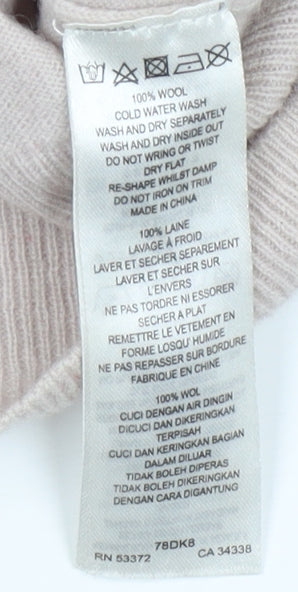 100% WOOL
COLD WATER WASH
WASH AND DRY SEPARATELY
WASH AND DRY INSIDE OUT
DO NOT WRING OR TWIST
DRY FLAT
RE-SHAPE WHILST DAMP
DO NOT IRON ON TRIM
MADE IN CHINA
100% LAINE
LAVAGE À FROID
LAVER ET SECHER SEPAREMENT
LAVER ET SECHER SUR
L'ENVERS
NE PAS TORDRE NI ESSORER
SECHER A PLAT
REMETTRE LE VETEMENT EN
FORME LOSQU' HUMIDE
NE PAS REPASSER SUR BORDURE
FABRIQUE EN CHINE
100% WOL
CUCI DENGAN AIR DINGIN
DICUCI DAN DIKERINGKAN
TERPISAH
CUCI DAN KERINGKAN BAGIAN
DALAM DILUAR
TIDAK BOLEH DIPERAS
TIDAK BOLEH DIKERINGKAN
DENGAN CARA DIGANTUNG
78DK8
RN 53372 CA 34338